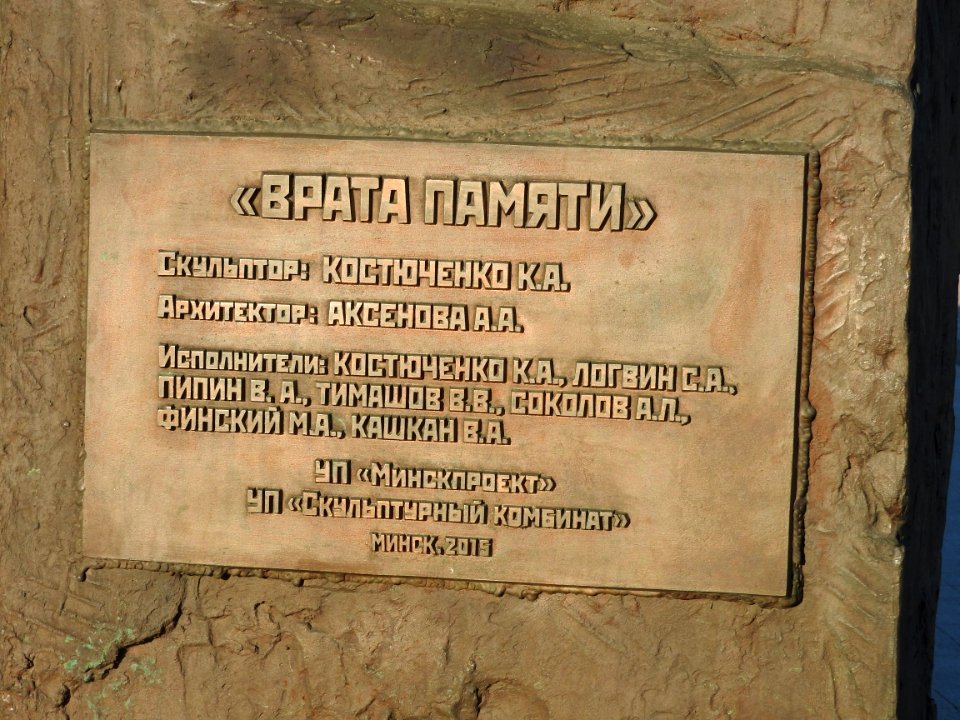 «ВРАТА ПАМЯТИ»
Скульптор: КОСТЮЧЕНКО К.А.
Архитектор: АКСЕНОВА А.А.
Исполнители: КОСТЮЧЕНКО К.А., ЛОГВИН С.А.,
ПИПИН В. А., ТИМАШОВ В.В., СОКОЛОВ А.Л.,
ФИНСКИЙ М.А., КАШКАН В.А.
УП «Минскпроект»
УП «Скульптурный комбинат»
МИНСК. 2015